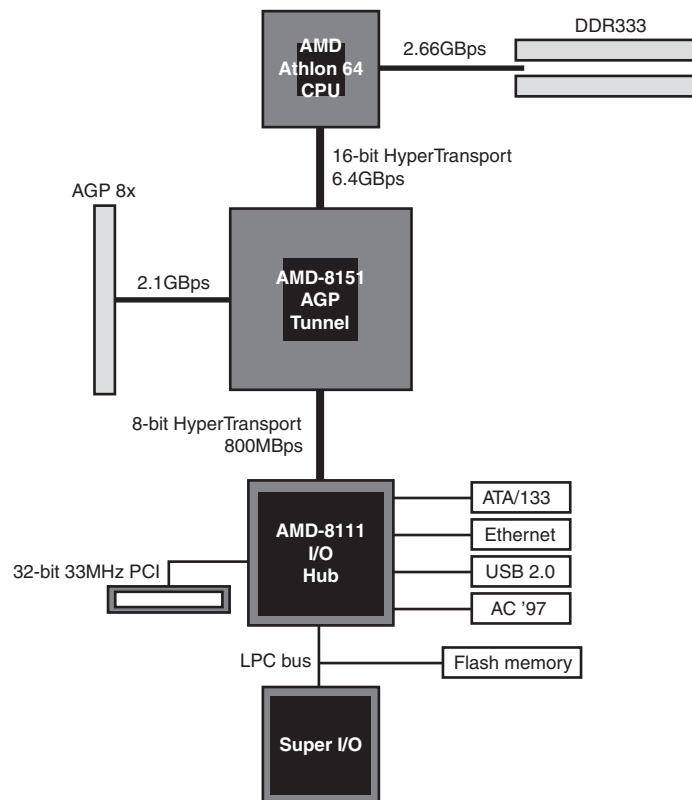 AMD
Athlon 64
CPU
2.66GBps
DDR333
16-bit HyperTransport
6.4GBps
AGP 8x
2.1GBps
AMD-8151
AGP
Tunnel
8-bit HyperTransport
800MBps
AMD-8111
I/O
Hub
ATA/133
Ethernet
USB 2.0
AC '97
32-bit 33MHz PCI
LPC bus
Flash memory
Super I/O